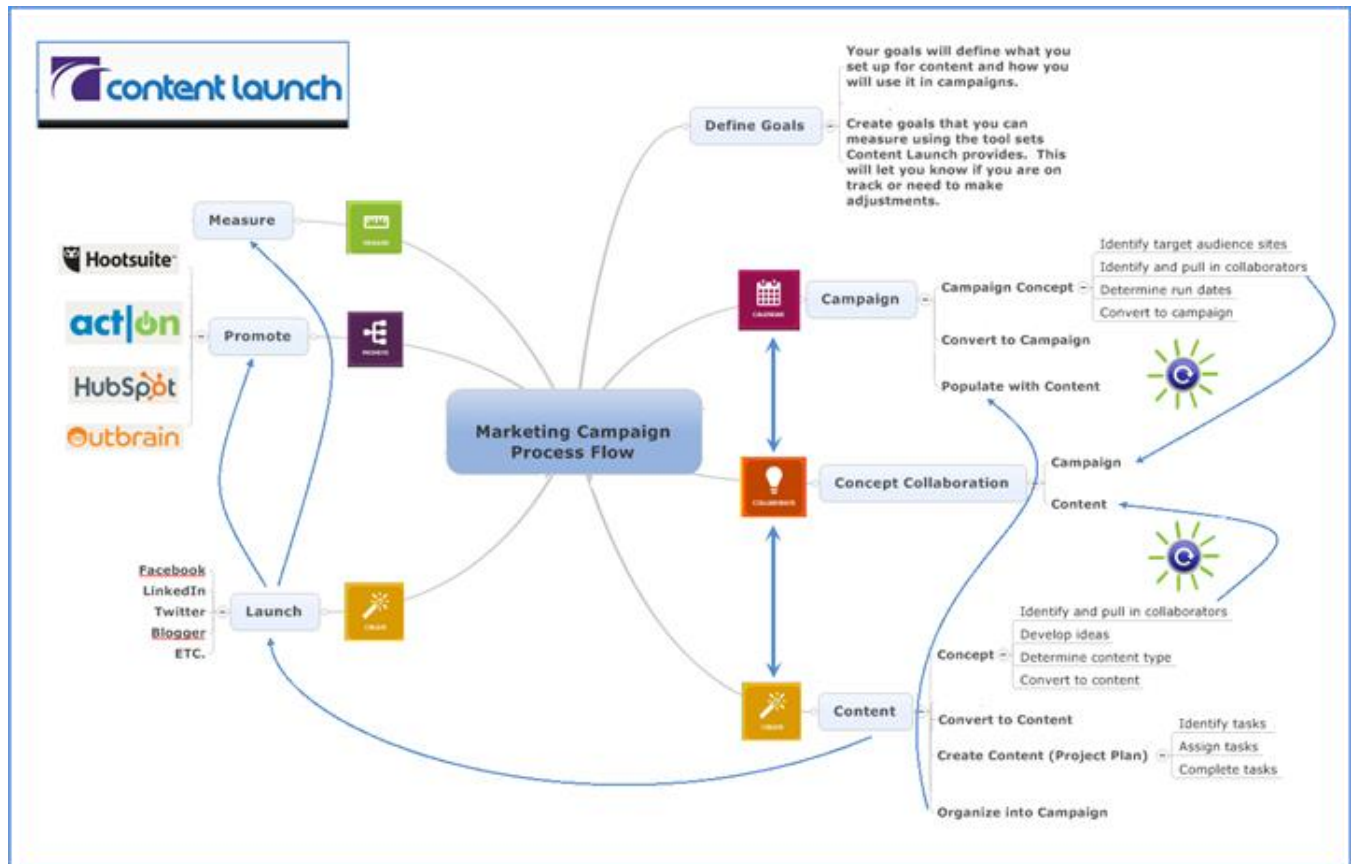 content launch
Your goals will define what you
set up for content and how you
will use it in campaigns.
Define Goals
Create goals that you can
measure using the tool sets
Content Launch provides. This
will let you know if you are on
track or need to make
adjustments.
Measure
Hootsuite™
act|on
Promote
PROMOTE
HubSpot
Outbrain
CALENDAR
Campaign
Campaign Concept
Identify target audience sites
Identify and pull in collaborators
Determine run dates
Convert to campaign
Convert to Campaign
Populate with Content
Marketing Campaign
Process Flow
COLLABORATE
Concept Collaboration
Campaign
Content
Facebook
LinkedIn
Twitter
Blogger
ETC.
Launch
CREATE
CREATE
Content
Concept
Identify and pull in collaborators
Develop ideas
Determine content type
Convert to content
Convert to Content
Create Content (Project Plan)
Identify tasks
Assign tasks
Complete tasks
Organize into Campaign